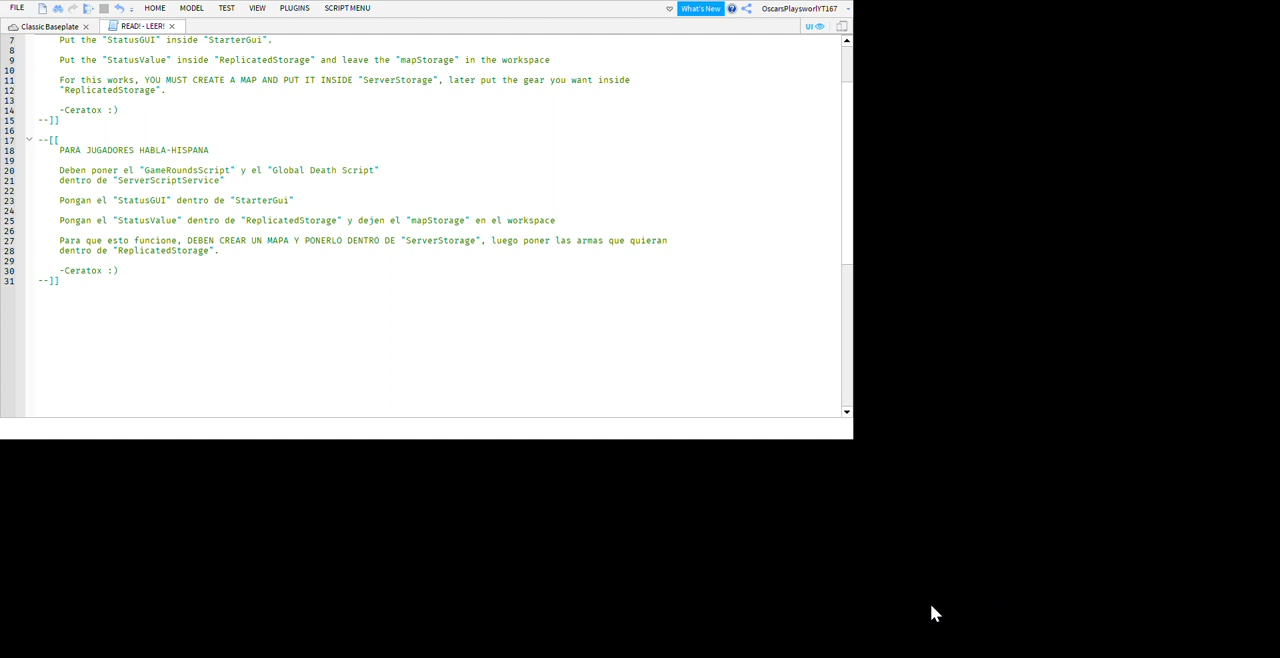 FILE HOME MODEL TEST VIEW PLUGINS SCRIPT MENU What's New OscarsPlaysworlYT167
Classic Baseplate READ! - LEER! UI
7 Put the "StatusGUI" inside "StarterGui".
8
9 Put the "StatusValue" inside "ReplicatedStorage" and leave the "mapStorage" in the workspace
10
11 For this works, YOU MUST CREATE A MAP AND PUT IT INSIDE "ServerStorage", later put the gear you want inside
12 "ReplicatedStorage".
13
14 -Ceratox :)
15 --]]
16
17 --[[
18 PARA JUGADORES HABLA-HISPANA
19
20 Deben poner el "GameRoundsScript" y el "Global Death Script"
21 dentro de "ServerScriptService"
22
23 Pongan el "StatusGUI" dentro de "StarterGui"
24
25 Pongan el "StatusValue" dentro de "ReplicatedStorage" y dejen el "mapStorage" en el workspace
26
27 Para que esto funcione, DEBEN CREAR UN MAPA Y PONERLO DENTRO DE "ServerStorage", luego poner las armas que quieran
28 dentro de "ReplicatedStorage".
29
30 -Ceratox :)
31 --]]